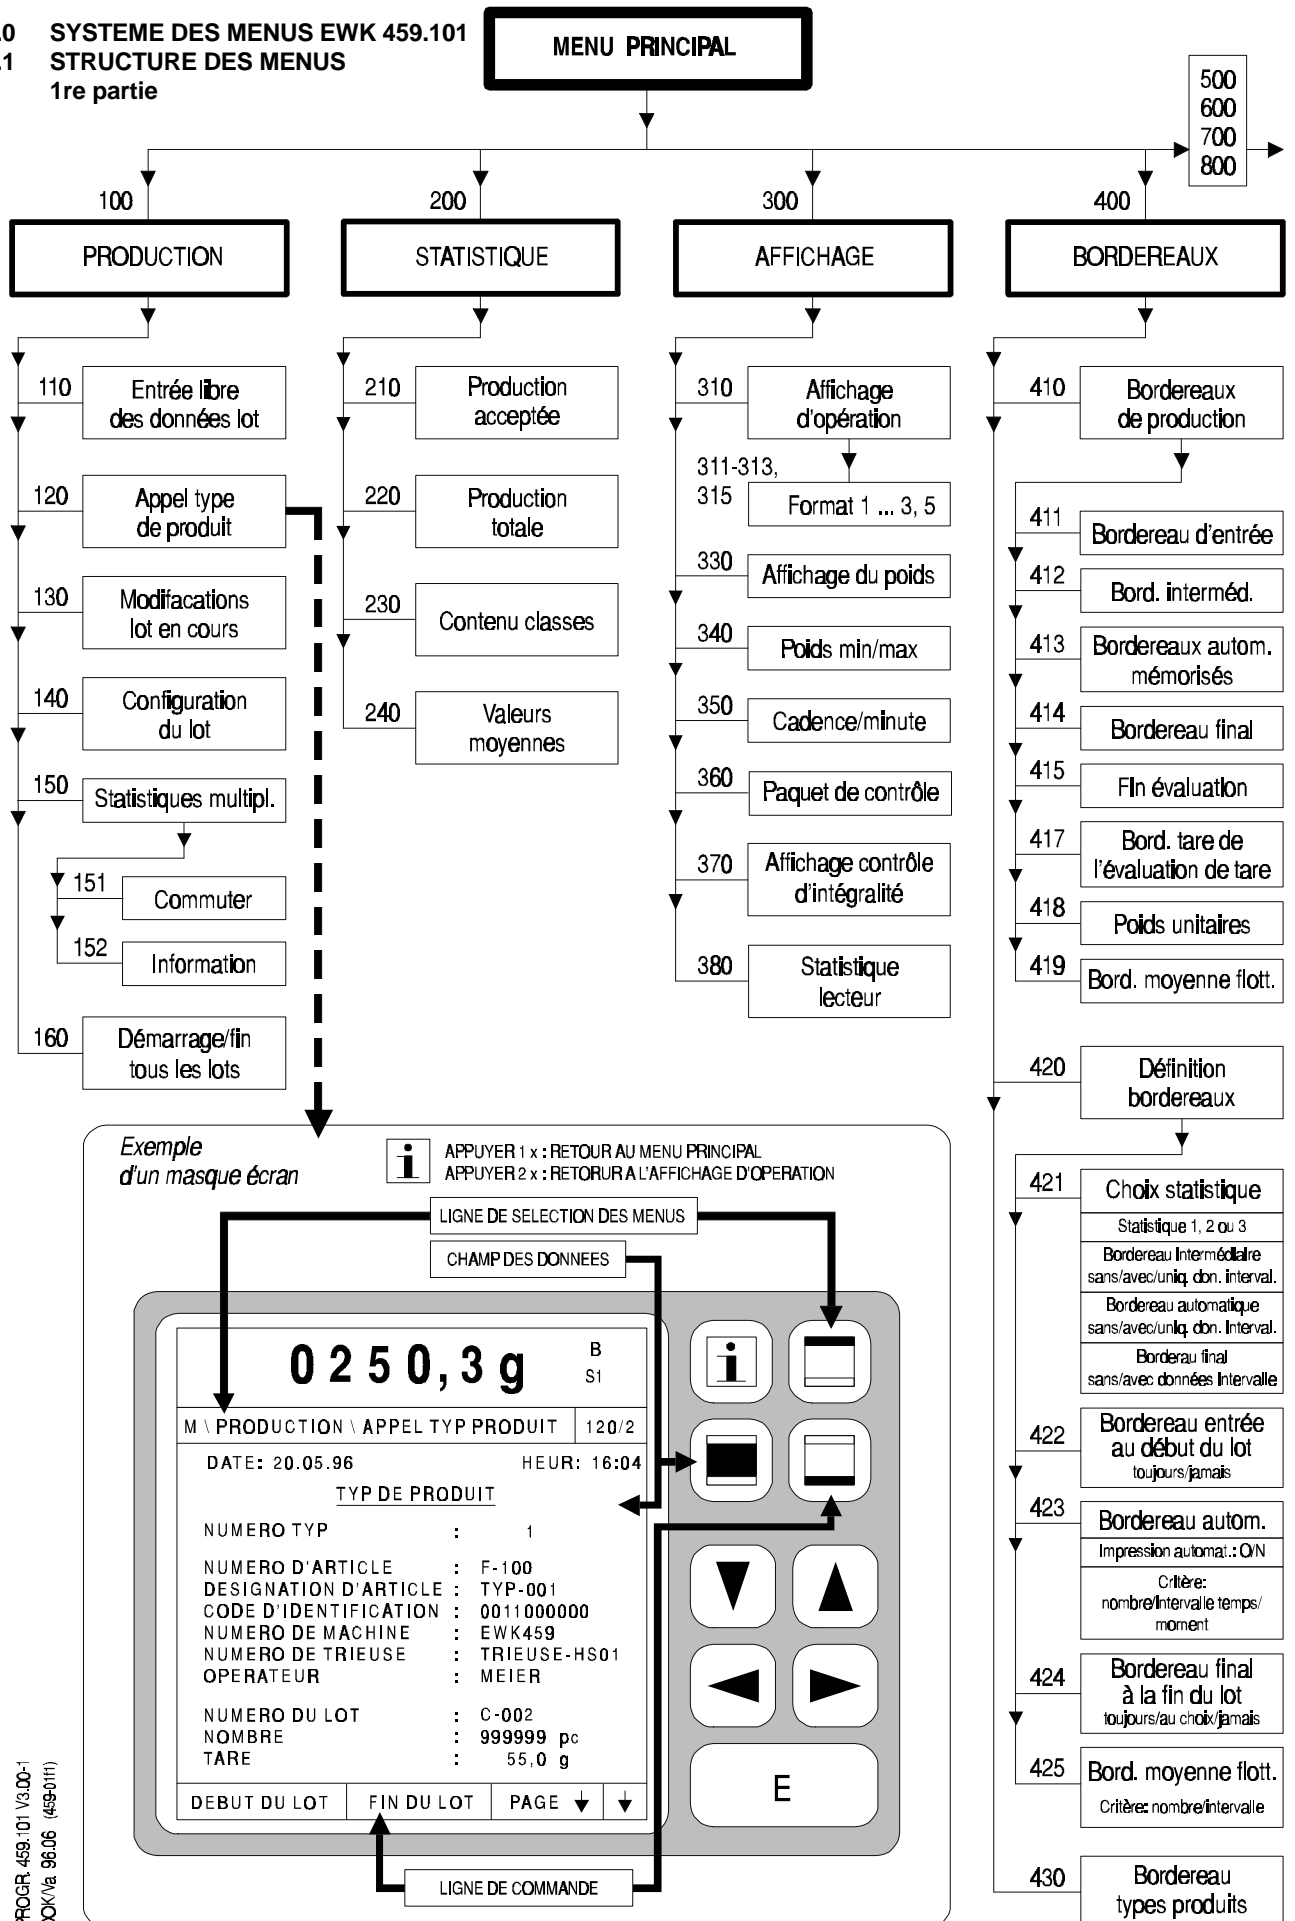 .0 SYSTEME DES MENUS EWK 459.101
.1 STRUCTURE DES MENUS
1re partie
MENU PRINCIPAL
500
600
700
800
100
PRODUCTION
110
Entrée libre
des données lot
120
Appel type
de produit
130
Modifacations
lot en cours
140
Configuration
du lot
150
Statistiques multipl.
151
Commuter
152
Information
160
Démarrage/fin
tous les lots
200
STATISTIQUE
210
Production
acceptée
220
Production
totale
230
Contenu classes
240
Valeurs
moyennes
300
AFFICHAGE
310
Affichage
d'opération
311-313,
315
Format 1 ... 3, 5
330
Affichage du poids
340
Poids min/max
350
Cadence/minute
360
Paquet de contrôle
370
Affichage contrôle
d'intégralité
380
Statistique
lecteur
400
BORDEREAUX
410
Bordereaux
de production
411
Bordereau d'entrée
412
Bord. interméd.
413
Bordereaux autom.
mémorisés
414
Bordereau final
415
Fin évaluation
417
Bord. tare de
l'évaluation de tare
418
Poids unitaires
419
Bord. moyenne flott.
420
Définition
bordereaux
421
Choix statistique
Statistique 1, 2 ou 3
Bordereau intermédiaire
sans/avec/uniq. don. interval.
Bordereau automatique
sans/avec/uniq. don. interval.
Borderau final
sans/avec données intervalle
422
Bordereau entrée
au début du lot
toujours/jamais
423
Bordereau autom.
Impression automat.: O/N
Critère:
nombre/intervalle temps/
moment
424
Bordereau final
à la fin du lot
toujours/au choix/jamais
425
Bord. moyenne flott.
Critère: nombre/intervalle
430
Bordereau
types produits
Exemple
d'un masque écran
i
APPUYER 1 x : RETOUR AU MENU PRINCIPAL
APPUYER 2 x : RETORUR A L'AFFICHAGE D'OPERATION
LIGNE DE SELECTION DES MENUS
CHAMP DES DONNEES
0250,3g
B
S1
i
M \ PRODUCTION \ APPEL TYP PRODUIT 120/2
DATE: 20.05.96 HEUR: 16:04
TYP DE PRODUIT
NUMERO TYP : 1
NUMERO D'ARTICLE : F-100
DESIGNATION D'ARTICLE : TYP-001
CODE D'IDENTIFICATION : 0011000000
NUMERO DE MACHINE : EWK459
NUMERO DE TRIEUSE : TRIEUSE-HS01
OPERATEUR : MEIER
NUMERO DU LOT : C-002
NOMBRE : 999999 pc
TARE : 55,0 g
DEBUT DU LOT FIN DU LOT PAGE
E
LIGNE DE COMMANDE
PROGR. 459.101 V3.00-1
DOK/Va 96.06 (459-01f1)